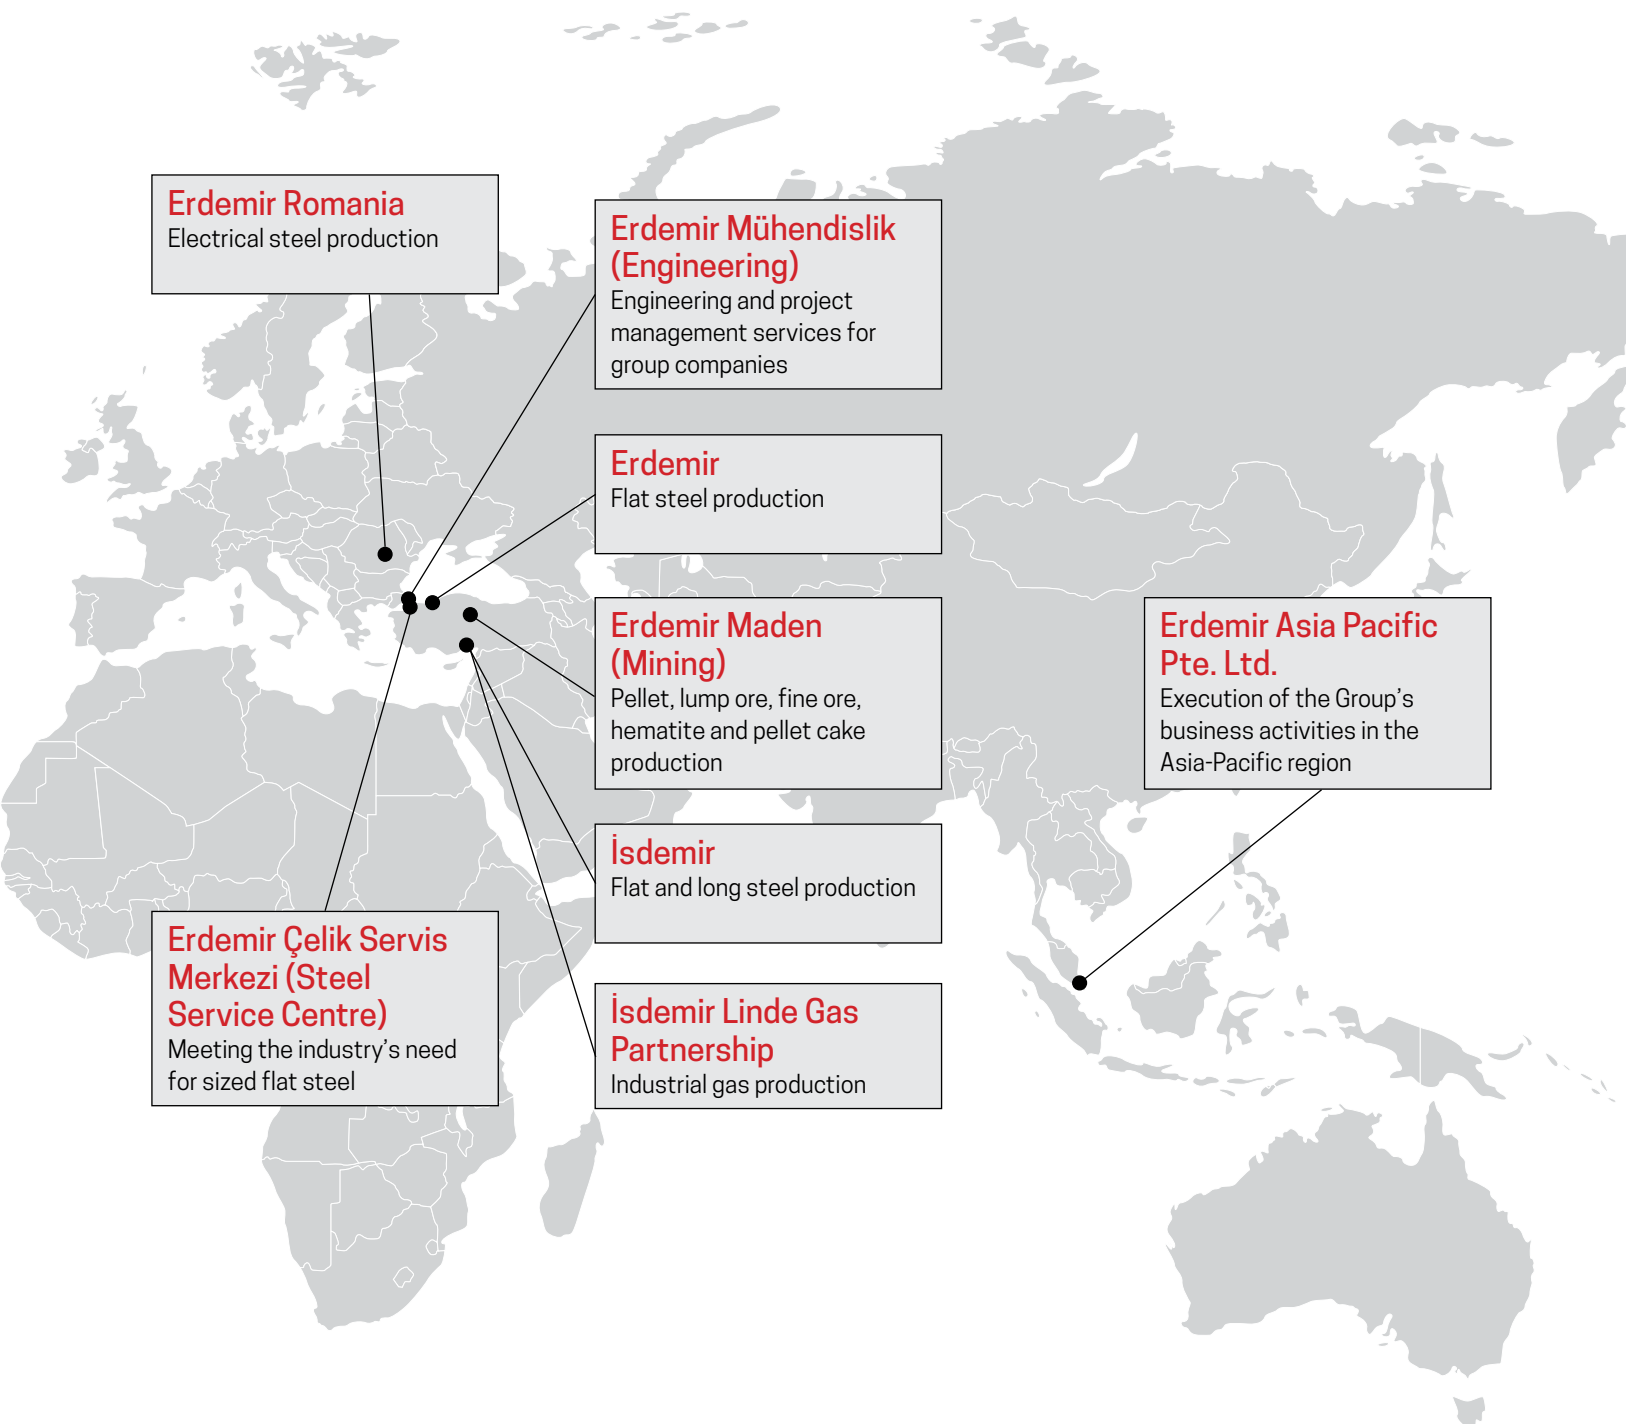 Erdemir Romania
Electrical steel production
Erdemir Mühendislik
(Engineering)
Engineering and project
management services for
group companies
Erdemir
Flat steel production
Erdemir Maden
(Mining)
Pellet, lump ore, fine ore,
hematite and pellet cake
production
Erdemir Asia Pacific
Pte. Ltd.
Execution of the Group’s
business activities in the
Asia-Pacific region
İsdemir
Flat and long steel production
Erdemir Çelik Servis
Merkezi (Steel
Service Centre)
Meeting the industry’s need
for sized flat steel
İsdemir Linde Gas
Partnership
Industrial gas production